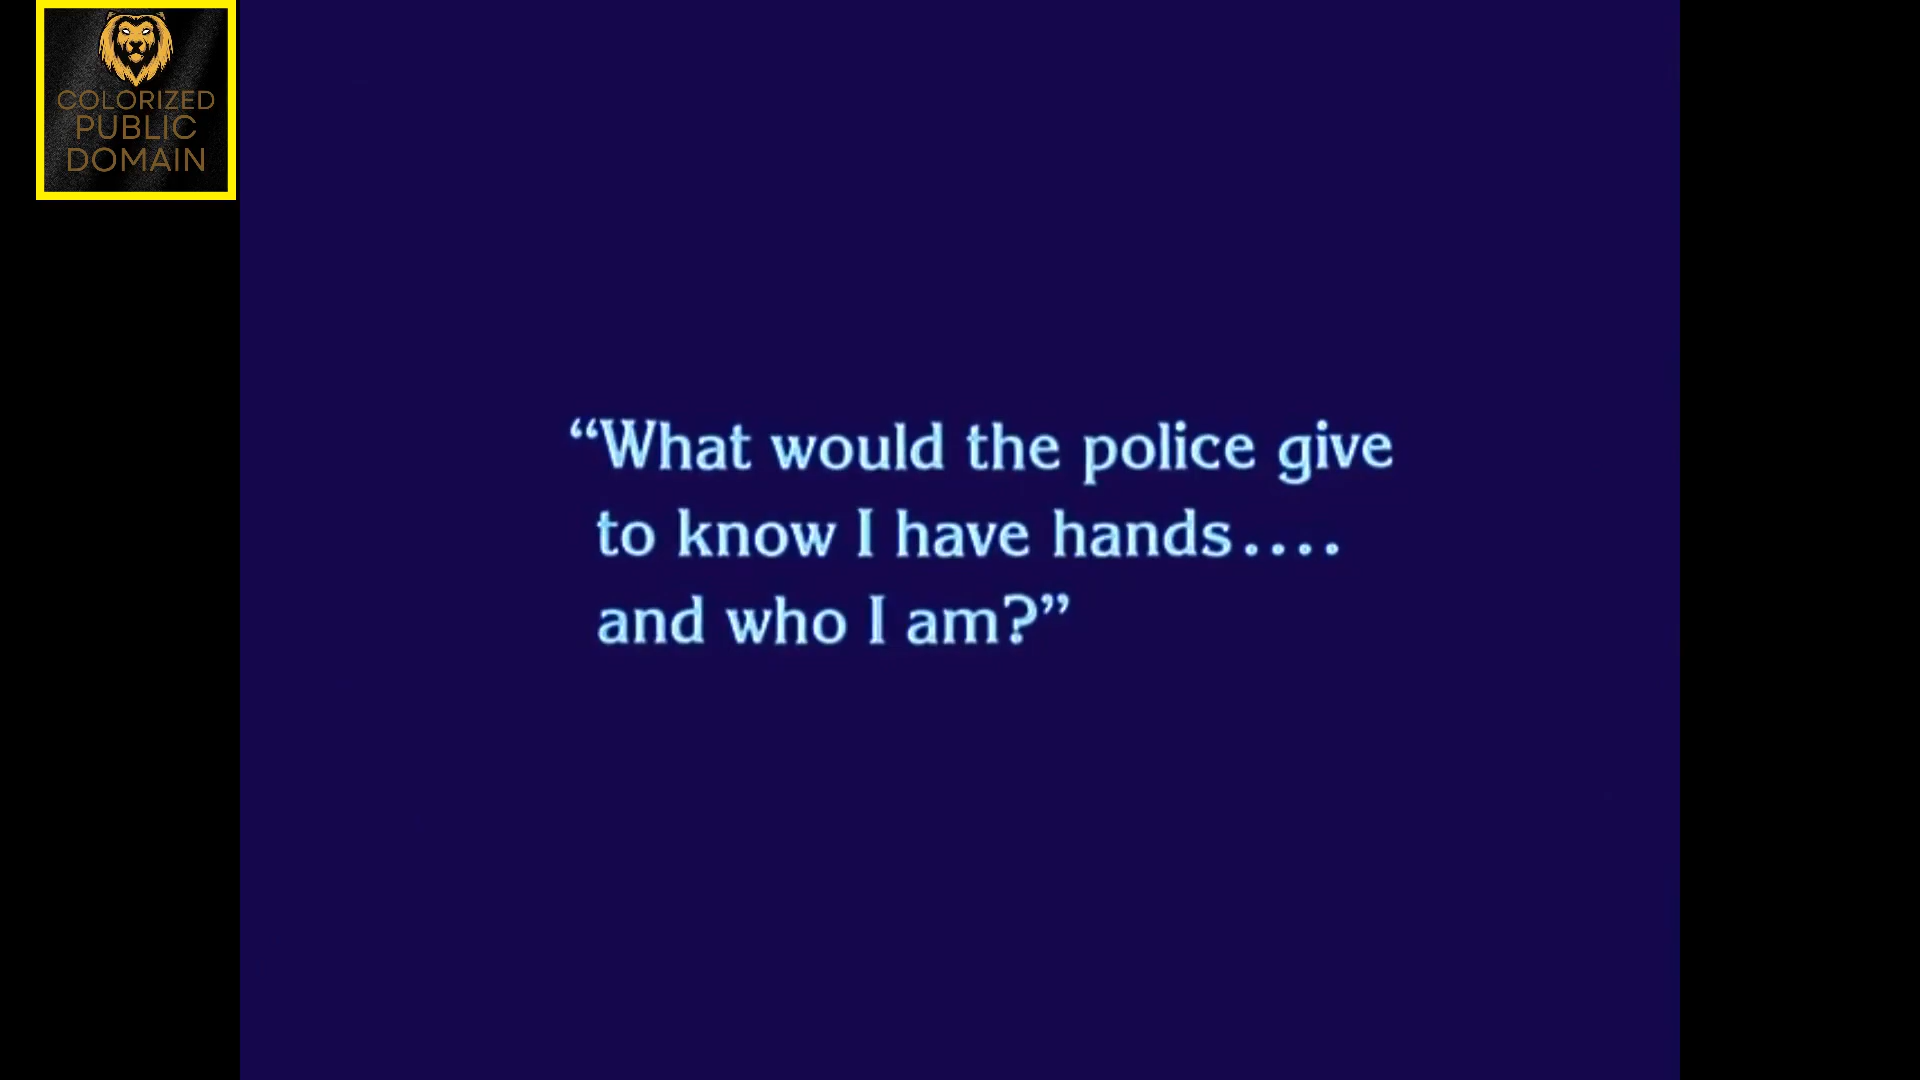 COLORIZED
PUBLIC
DOMAIN
“What would the police give
to know I have hands....
and who I am?”